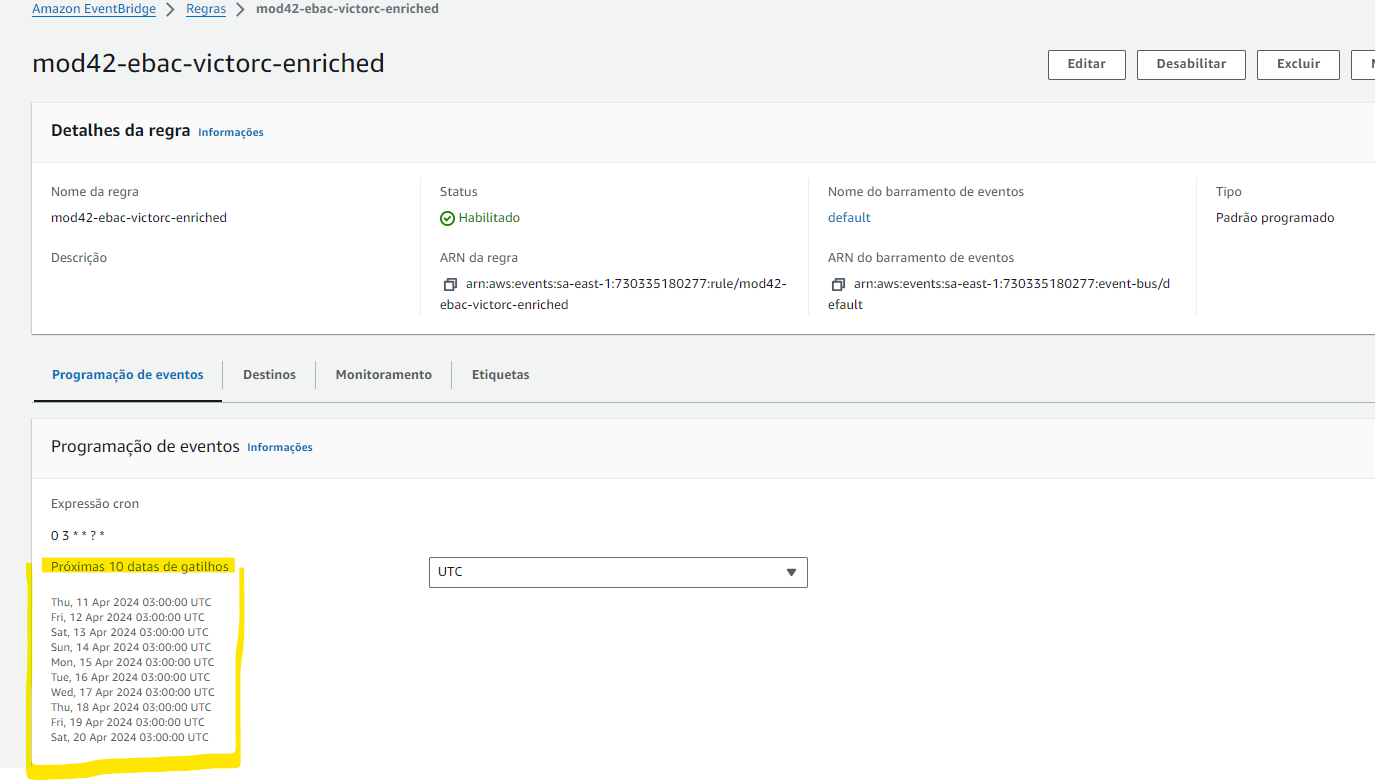 Amazon EventBridge > Regras > mod42-ebac-victorc-enriched
mod42-ebac-victorc-enriched
Editar
Desabilitar
Excluir
Detalhes da regra Informações
Nome da regra
mod42-ebac-victorc-enriched
Descrição
Status
Habilitado
ARN da regra
arn:aws:events:sa-east-1:730335180277:rule/mod42-
ebac-victorc-enriched
Nome do barramento de eventos
default
ARN do barramento de eventos
arn:aws:events:sa-east-1:730335180277:event-bus/d
efault
Tipo
Padrão programado
Programação de eventos
Destinos
Monitoramento
Etiquetas
Programação de eventos Informações
Expressão cron
0 3 * * ? *
Próximas 10 datas de gatilhos
UTC
Thu, 11 Apr 2024 03:00:00 UTC
Fri, 12 Apr 2024 03:00:00 UTC
Sat, 13 Apr 2024 03:00:00 UTC
Sun, 14 Apr 2024 03:00:00 UTC
Mon, 15 Apr 2024 03:00:00 UTC
Tue, 16 Apr 2024 03:00:00 UTC
Wed, 17 Apr 2024 03:00:00 UTC
Thu, 18 Apr 2024 03:00:00 UTC
Fri, 19 Apr 2024 03:00:00 UTC
Sat, 20 Apr 2024 03:00:00 UTC